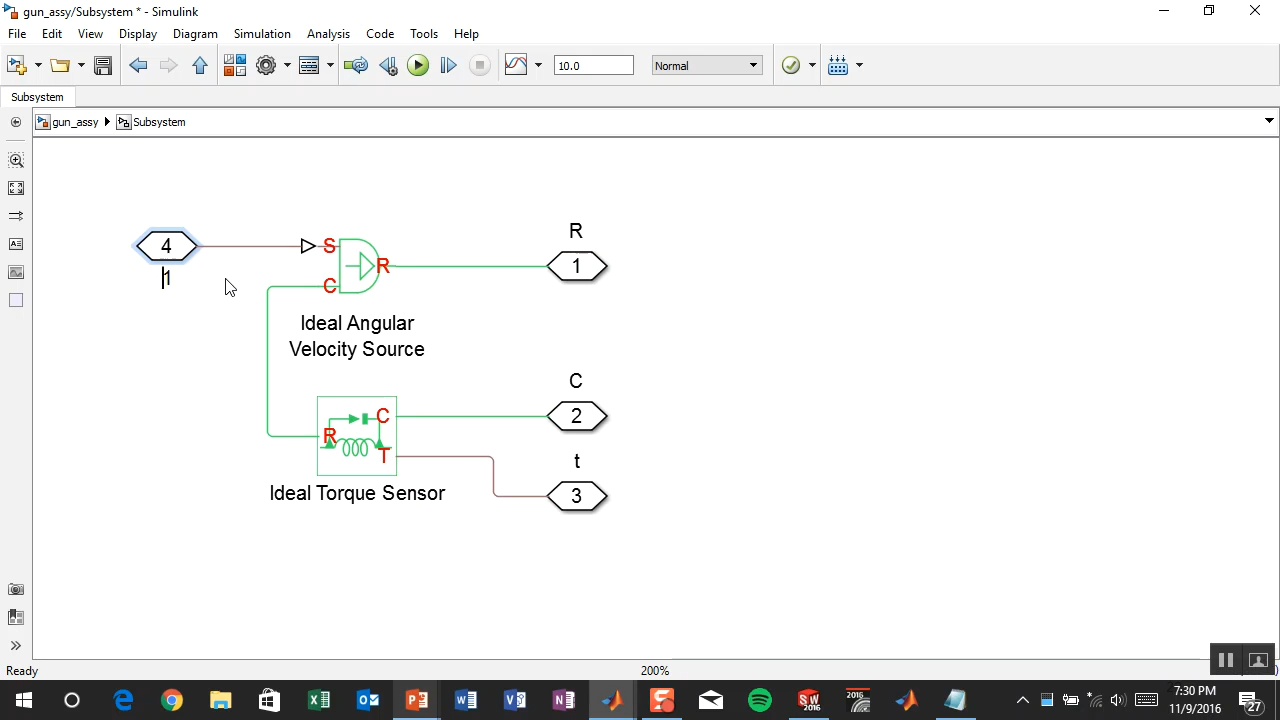 gun_assy/Subsystem * - Simulink
File Edit View Display Diagram Simulation Analysis Code Tools Help
10.0
Normal
Subsystem
gun_assy Subsystem
R
4
S
1
R
1
C
Ideal Angular
Velocity Source
C
C
2
R
t
T
Ideal Torque Sensor
3
Ready
200%
7:30 PM
11/9/2016
27
2016
2016